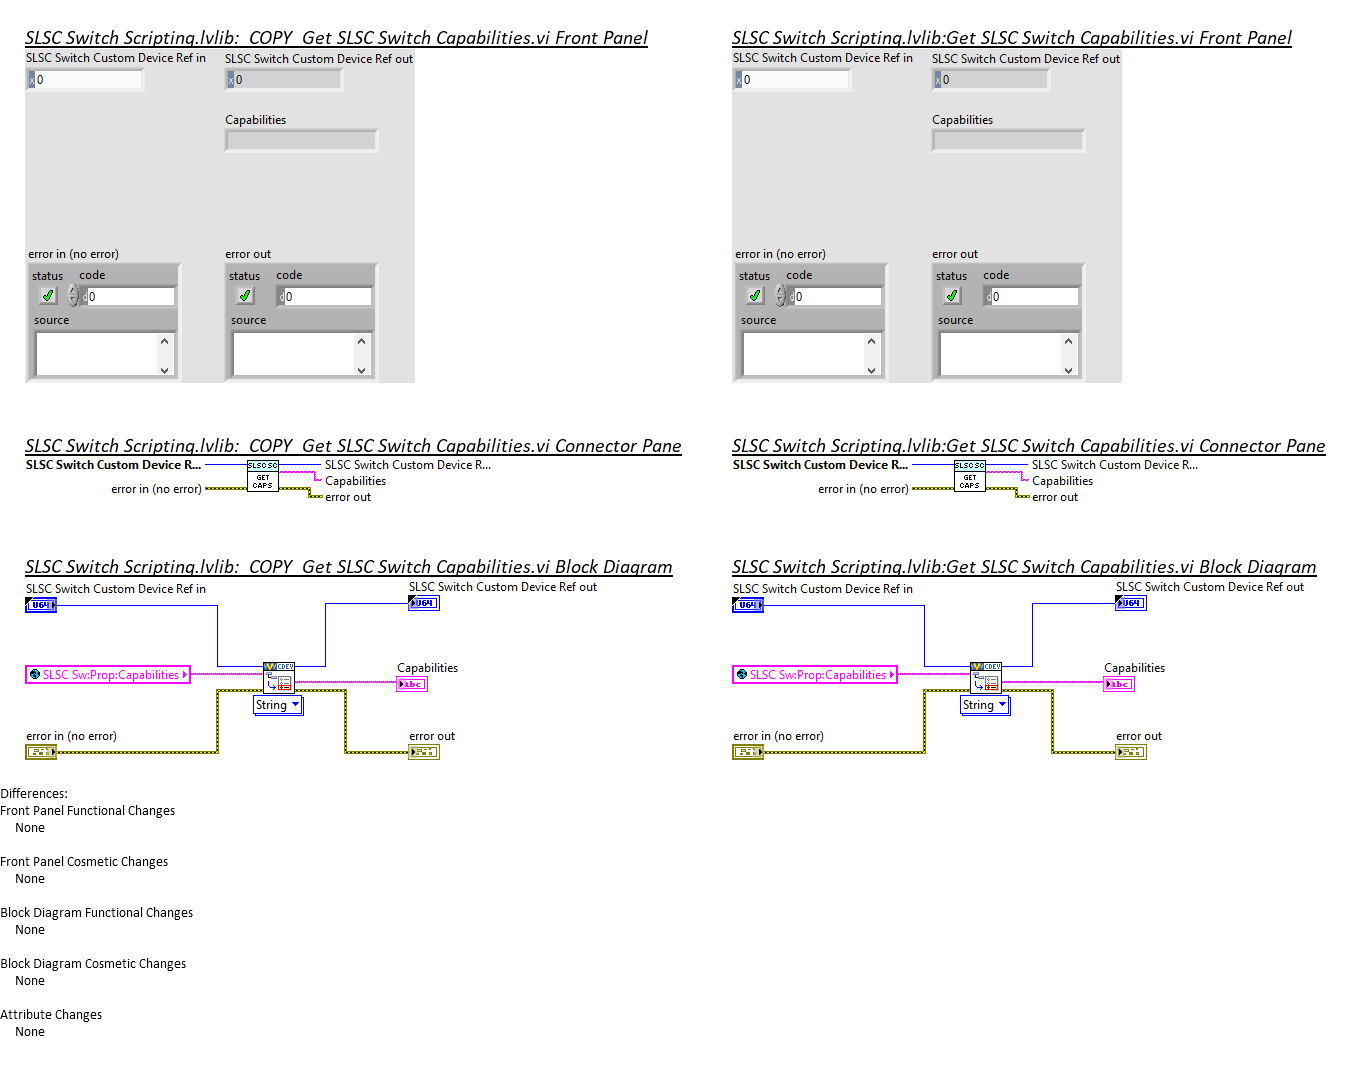 SLSC Switch Scripting.lvlib:  COPY  Get SLSC Switch Capabilities.vi Front Panel
SLSC Switch Custom Device Ref in
SLSC Switch Custom Device Ref out
x 0
x 0
Capabilities
error in (no error)
error out
status code
status code
d 0
d 0
source
source
SLSC Switch Scripting.lvlib:Get SLSC Switch Capabilities.vi Front Panel
SLSC Switch Custom Device Ref in
SLSC Switch Custom Device Ref out
x 0
x 0
Capabilities
error in (no error)
error out
status code
status code
d 0
d 0
source
source
SLSC Switch Scripting.lvlib:  COPY  Get SLSC Switch Capabilities.vi Connector Pane
SLSC Switch Custom Device R...
error in (no error)
SLSC SC
GET
CAPS
SLSC Switch Custom Device R...
Capabilities
error out
SLSC Switch Scripting.lvlib:Get SLSC Switch Capabilities.vi Connector Pane
SLSC Switch Custom Device R...
error in (no error)
SLSC SC
GET
CAPS
SLSC Switch Custom Device R...
Capabilities
error out
SLSC Switch Scripting.lvlib:  COPY  Get SLSC Switch Capabilities.vi Block Diagram
SLSC Switch Custom Device Ref in
U64
SLSC Switch Custom Device Ref out
U64
SLSC Sw:Prop:Capabilities
CDEV
String
Capabilities
abc
error in (no error)
error out
SLSC Switch Scripting.lvlib:Get SLSC Switch Capabilities.vi Block Diagram
SLSC Switch Custom Device Ref in
U64
SLSC Switch Custom Device Ref out
U64
SLSC Sw:Prop:Capabilities
CDEV
String
Capabilities
abc
error in (no error)
error out
Differences:
Front Panel Functional Changes
None
Front Panel Cosmetic Changes
None
Block Diagram Functional Changes
None
Block Diagram Cosmetic Changes
None
Attribute Changes
None